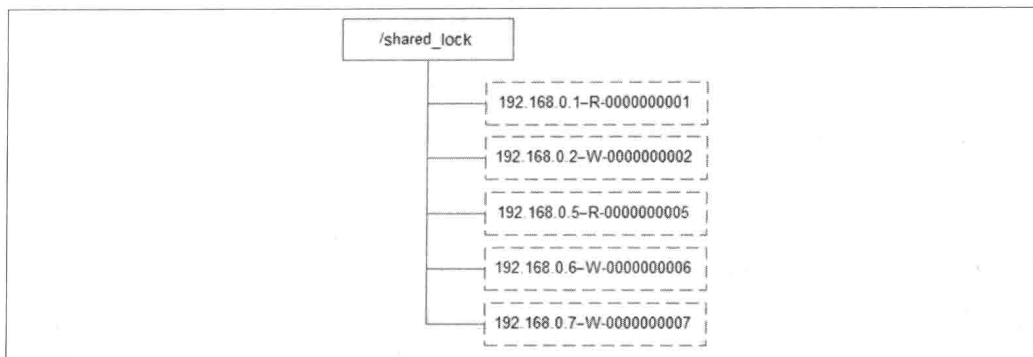 /shared_lock
192.168.0.1–R-0000000001
192.168.0.2–W-0000000002
192.168.0.5–R-0000000005
192.168.0.6–W-0000000006
192.168.0.7–W-0000000007